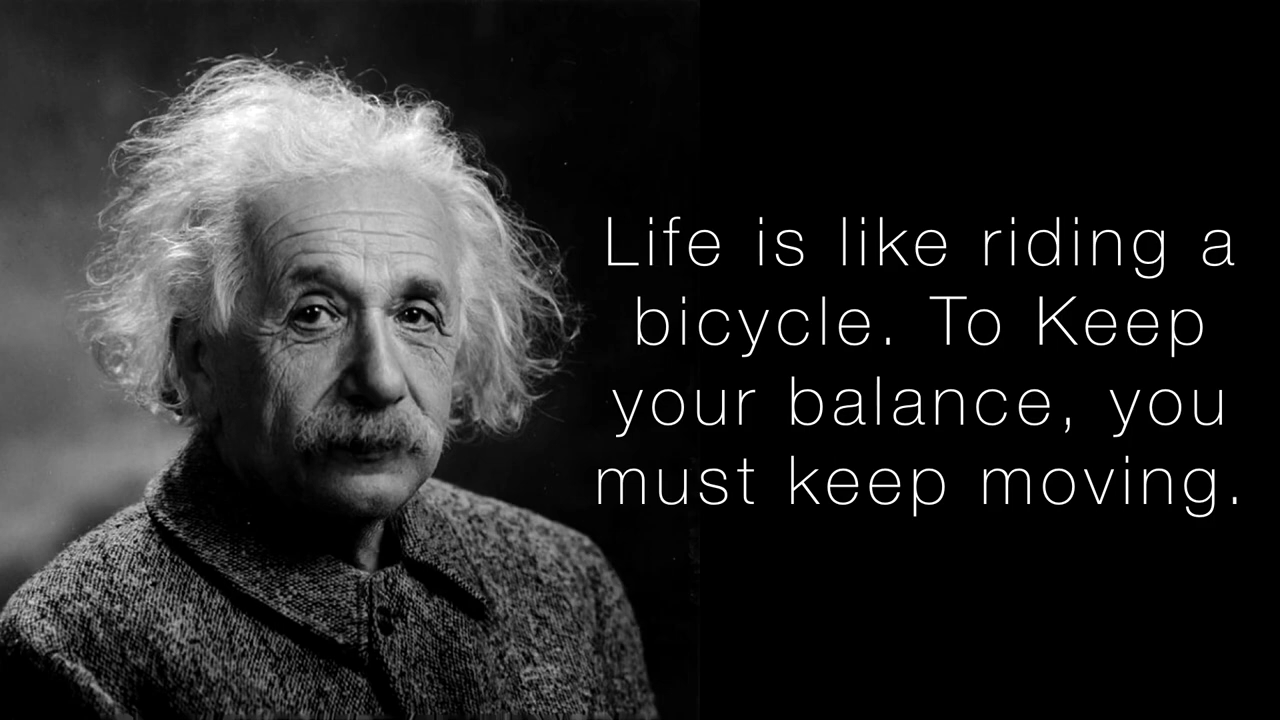 Life is like riding a
bicycle. To Keep
your balance, you
must keep moving.